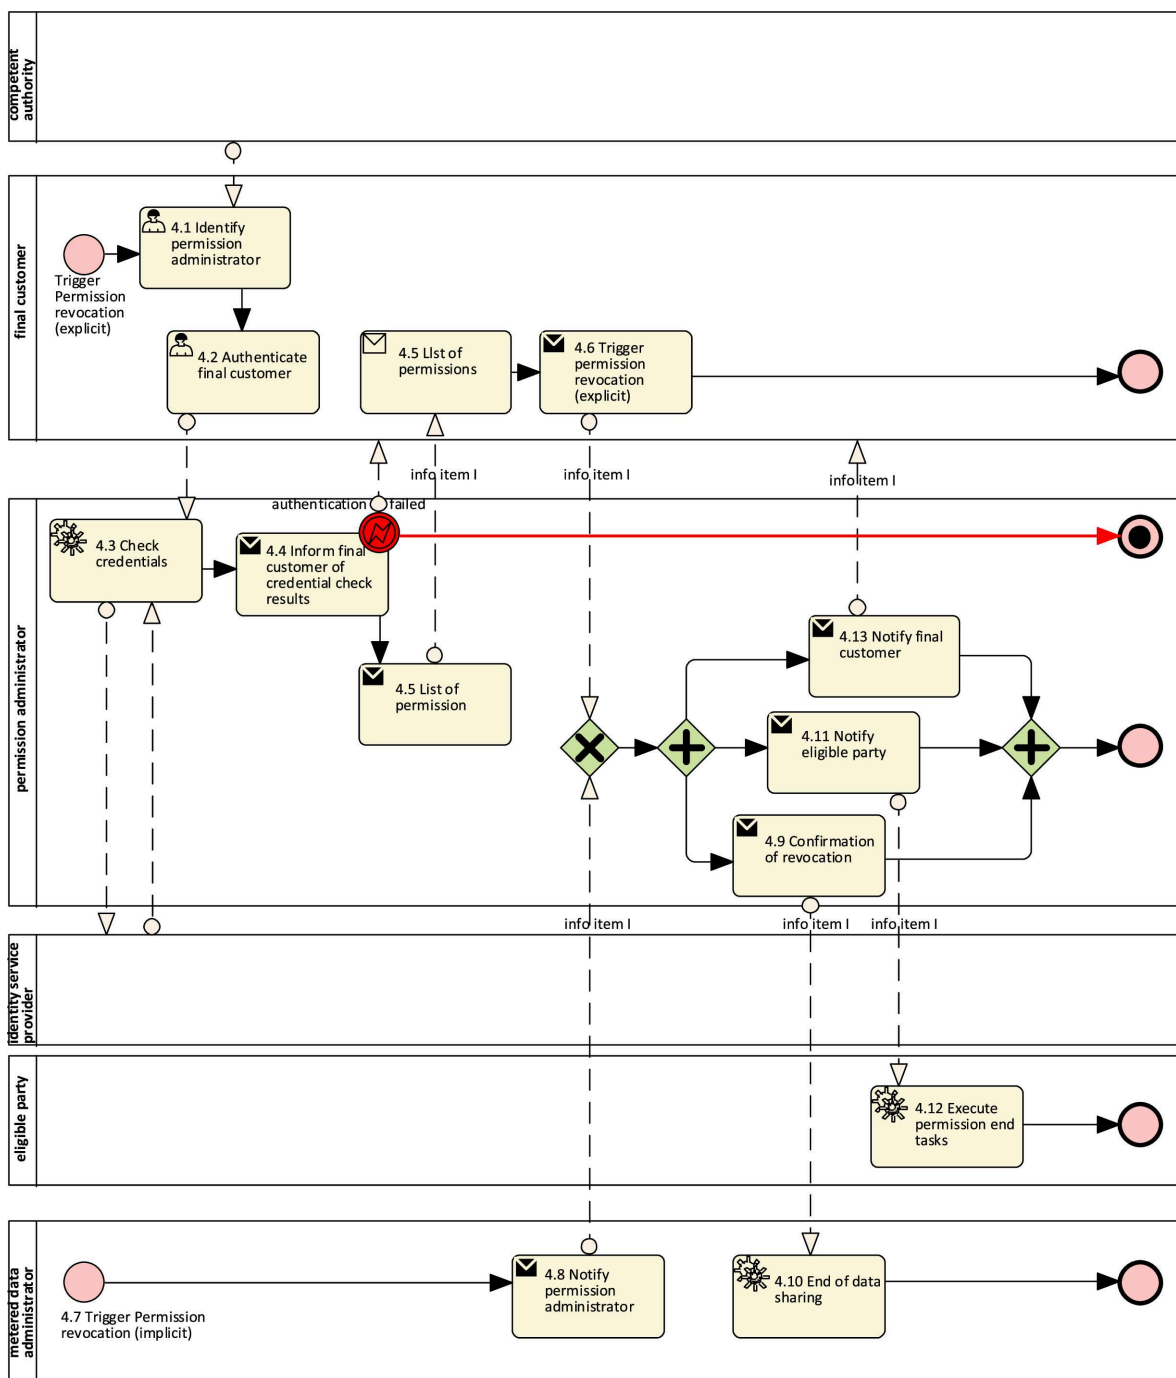 competent
authority
final customer
4.1 Identify
permission
administrator
Trigger
Permission
revocation
(explicit)
4.2 Authenticate
final customer
4.5 LIst of
permissions
4.6 Trigger
permission
revocation
(explicit)
info item I
info item I
info item I
permission administrator
authentication
failed
4.3 Check
credentials
4.4 Inform final
customer of
credential check
results
4.5 List of
permission
4.13 Notify final
customer
4.11 Notify
eligible party
4.9 Confirmation
of revocation
info item I
info item I
info item I
identity service
provider
eligible party
4.12 Execute
permission end
tasks
metered data
administrator
4.7 Trigger Permission
revocation (implicit)
4.8 Notify
permission
administrator
4.10 End of data
sharing